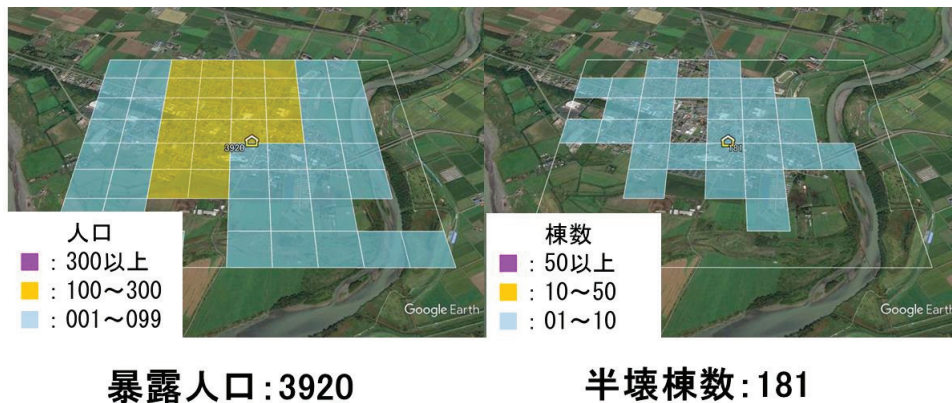 3920
人口
：300以上
：100～300
：001～099
Google Earth
暴露人口：3920
181
棟数
：50以上
：10～50
：01～10
Google Earth
半壊棟数：181